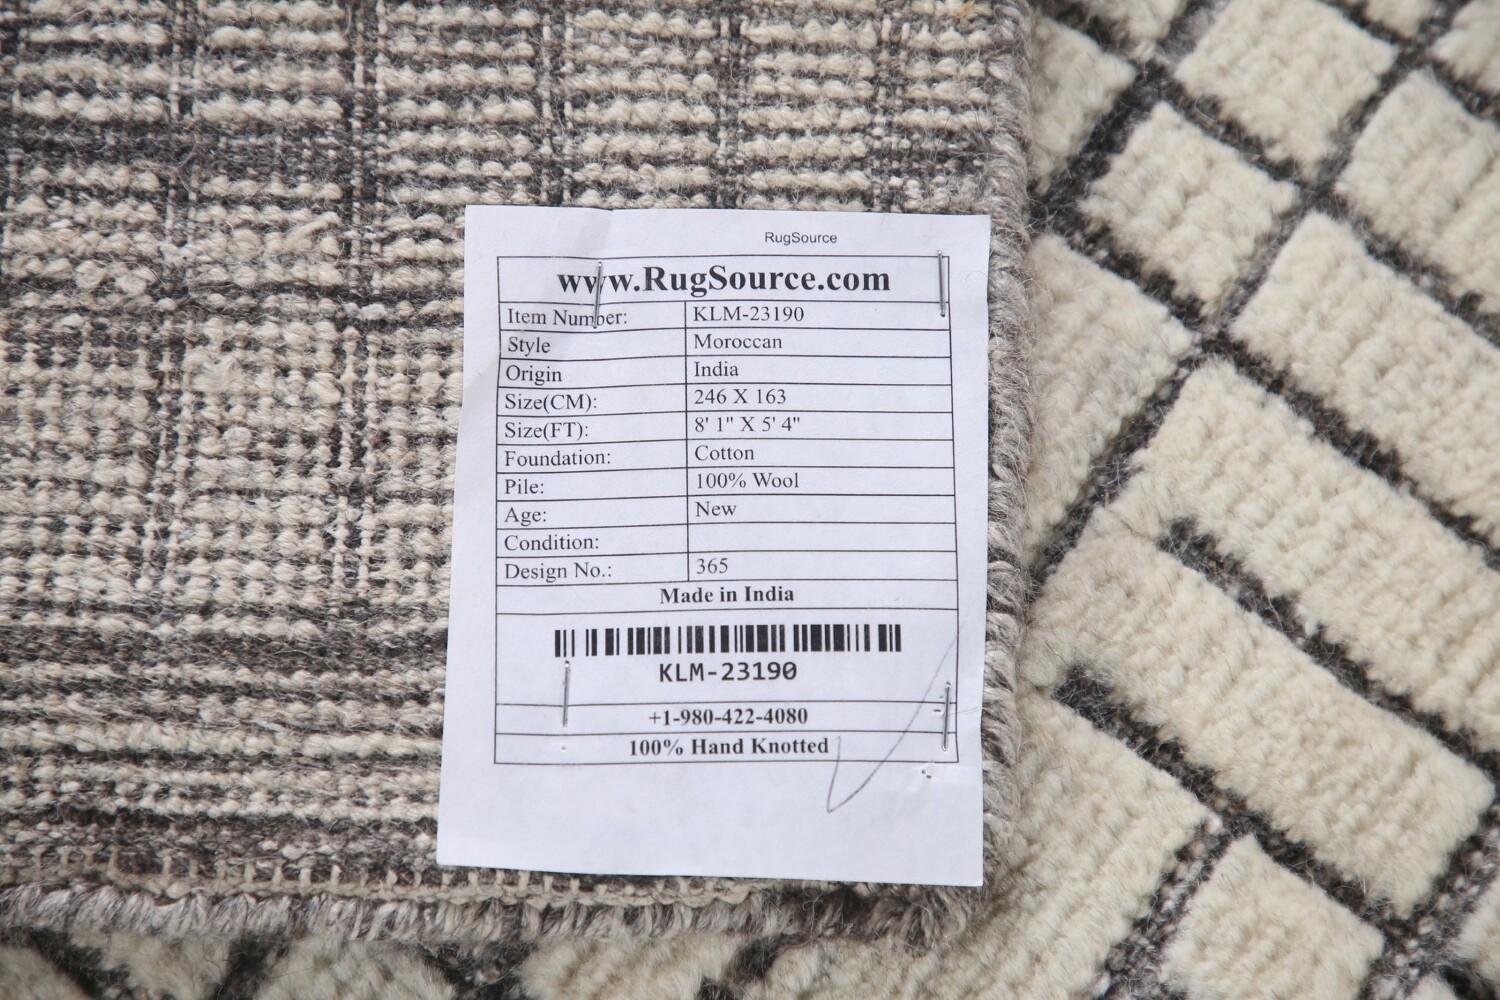 RugSource
www.RugSource.com
Item Number: KLM-23190
Style Moroccan
Origin India
Size(CM): 246 X 163
Size(FT): 8' 1" X 5' 4"
Foundation: Cotton
Pile: 100% Wool
Age: New
Condition:
Design No.: 365
Made in India
KLM-23190
+1-980-422-4080
100% Hand Knotted